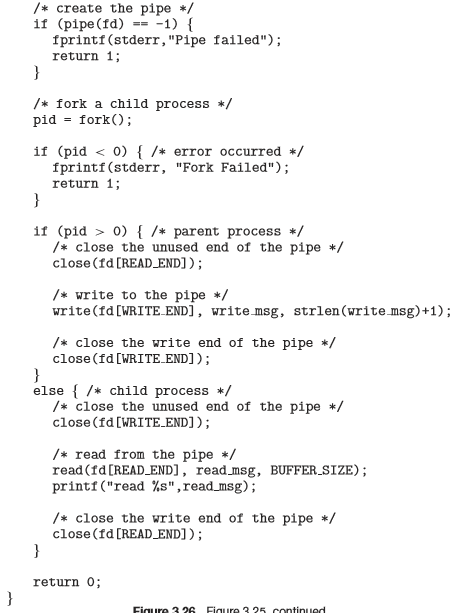 /* create the pipe */
if (pipe(fd) == -1) {
fprintf(stderr,"Pipe failed");
return 1;
}
/* fork a child process */
pid = fork();
if (pid < 0) { /* error occurred */
fprintf(stderr, "Fork Failed");
return 1;
}
if (pid > 0) { /* parent process */
/* close the unused end of the pipe */
close(fd[READ_END]);
/* write to the pipe */
write(fd[WRITE_END], write_msg, strlen(write_msg)+1);
/* close the write end of the pipe */
close(fd[WRITE_END]);
}
else { /* child process */
/* close the unused end of the pipe */
close(fd[WRITE_END]);
/* read from the pipe */
read(fd[READ_END], read_msg, BUFFER_SIZE);
printf("read %s",read_msg);
/* close the write end of the pipe */
close(fd[READ_END]);
}
return 0;
}
Figure 3.26 Figure 3.25, continued